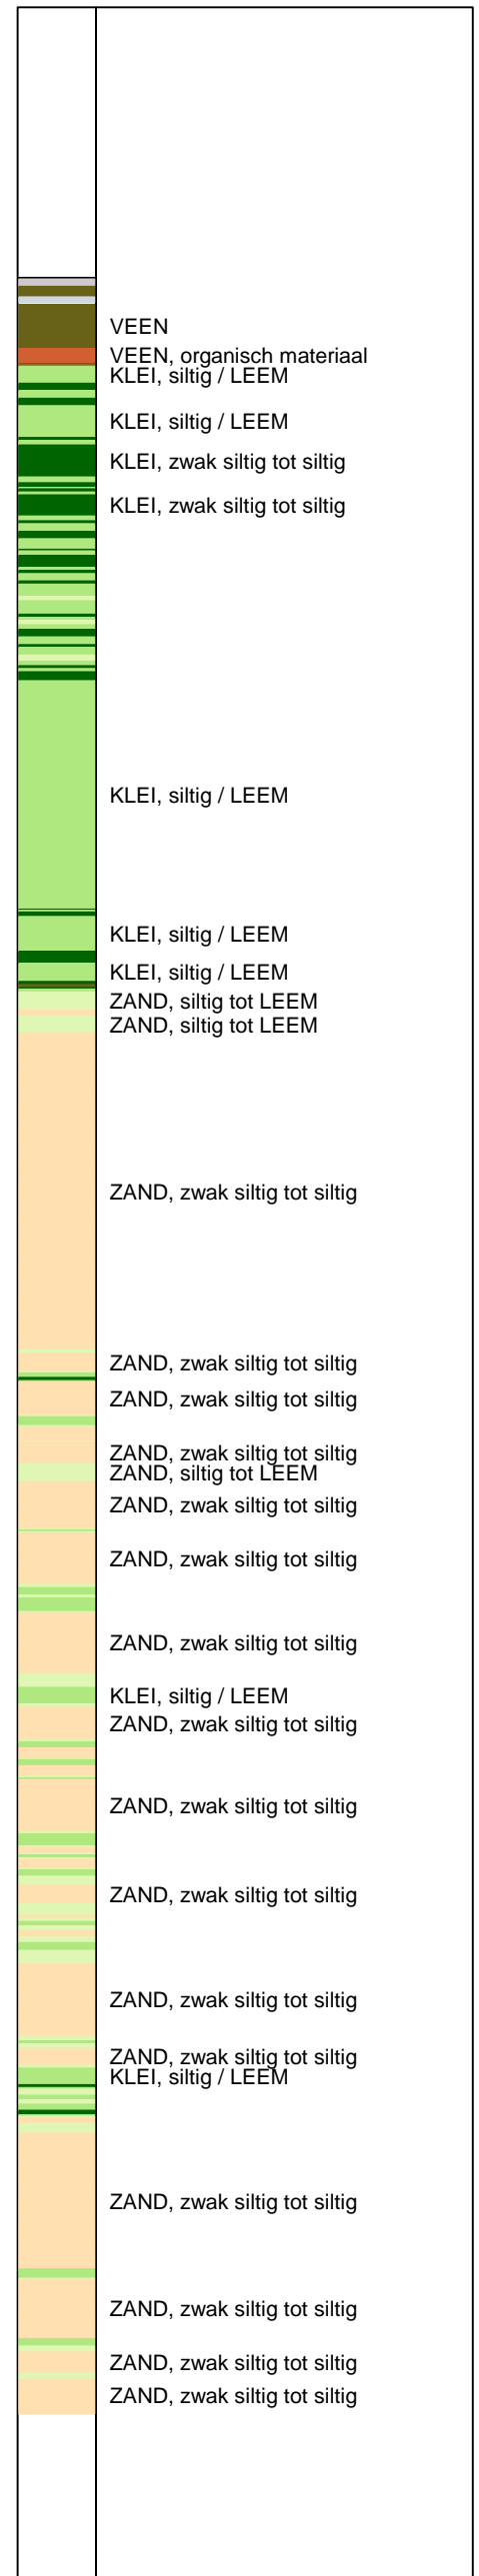 VEEN
VEEN, organisch materiaal
KLEI, siltig / LEEM
KLEI, siltig / LEEM
KLEI, zwak siltig tot siltig
KLEI, zwak siltig tot siltig
KLEI, siltig / LEEM
KLEI, siltig / LEEM
KLEI, siltig / LEEM
ZAND, siltig tot LEEM
ZAND, siltig tot LEEM
ZAND, zwak siltig tot siltig
ZAND, zwak siltig tot siltig
ZAND, zwak siltig tot siltig
ZAND, zwak siltig tot siltig
ZAND, siltig tot LEEM
ZAND, zwak siltig tot siltig
ZAND, zwak siltig tot siltig
ZAND, zwak siltig tot siltig
KLEI, siltig / LEEM
ZAND, zwak siltig tot siltig
ZAND, zwak siltig tot siltig
ZAND, zwak siltig tot siltig
ZAND, zwak siltig tot siltig
ZAND, zwak siltig tot siltig
KLEI, siltig / LEEM
ZAND, zwak siltig tot siltig
ZAND, zwak siltig tot siltig
ZAND, zwak siltig tot siltig
ZAND, zwak siltig tot siltig